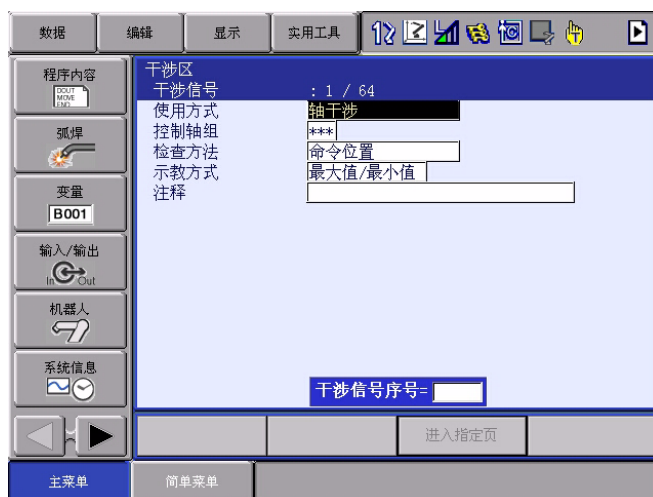 数据 编辑 显示 实用工具
程序内容
DOUT
MOVE
END
弧焊
变量
B001
输入/输出
In Out
机器人
系统信息
干涉区
干涉信号 : 1 / 64
使用方式 轴干涉
控制轴组 ***
检查方法 命令位置
示教方式 最大值/最小值
注释
干涉信号序号=
进入指定页
主菜单 简单菜单